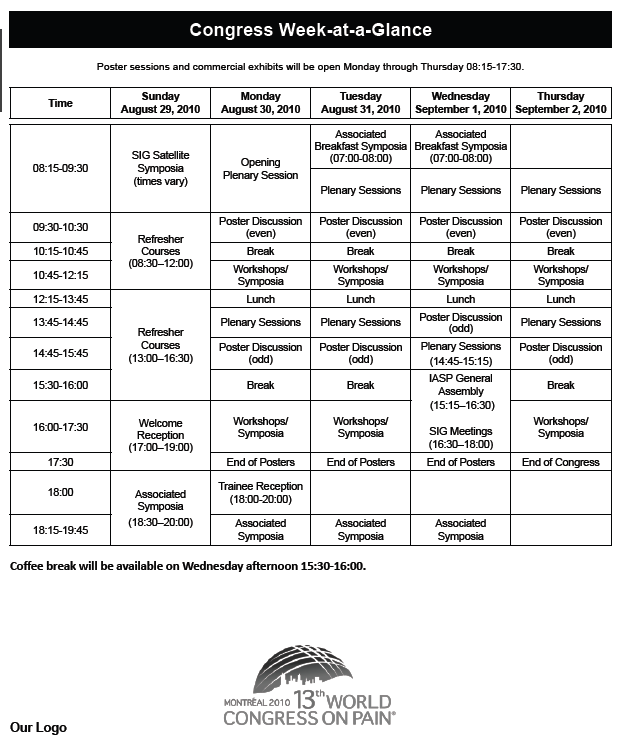 Congress Week-at-a-Glance
Poster sessions and commercial exhibits will be open Monday through Thursday 08:15-17:30.
Time
Sunday
August 29, 2010
Monday
August 30, 2010
Tuesday
August 31, 2010
Wednesday
September 1, 2010
Thursday
September 2, 2010
08:15-09:30
SIG Satellite
Symposia
(times vary)
Opening
Plenary Session
Associated
Breakfast Symposia
(07:00-08:00)
Associated
Breakfast Symposia
(07:00-08:00)
Plenary Sessions
Plenary Sessions
Plenary Sessions
09:30-10:30
Refresher
Courses
(08:30–12:00)
Poster Discussion
(even)
Poster Discussion
(even)
Poster Discussion
(even)
Poster Discussion
(even)
10:15-10:45
Break
Break
Break
Break
10:45-12:15
Workshops/
Symposia
Workshops/
Symposia
Workshops/
Symposia
Workshops/
Symposia
12:15-13:45
Refresher
Courses
(13:00–16:30)
Lunch
Lunch
Lunch
Lunch
13:45-14:45
Plenary Sessions
Plenary Sessions
Poster Discussion
(odd)
Plenary Sessions
14:45-15:45
Poster Discussion
(odd)
Poster Discussion
(odd)
Plenary Sessions
(14:45-15:15)
Poster Discussion
(odd)
15:30-16:00
Break
Break
IASP General
Assembly
(15:15–16:30)
Break
16:00-17:30
Welcome
Reception
(17:00–19:00)
Workshops/
Symposia
Workshops/
Symposia
SIG Meetings
(16:30–18:00)
Workshops/
Symposia
17:30
End of Posters
End of Posters
End of Posters
End of Congress
18:00
Associated
Symposia
(18:30–20:00)
Trainee Reception
(18:00-20:00)
18:15-19:45
Associated
Symposia
Associated
Symposia
Associated
Symposia
Coffee break will be available on Wednesday afternoon 15:30-16:00.
MONTRÉAL 2010 13th WORLD
CONGRESS ON PAIN®
Our Logo